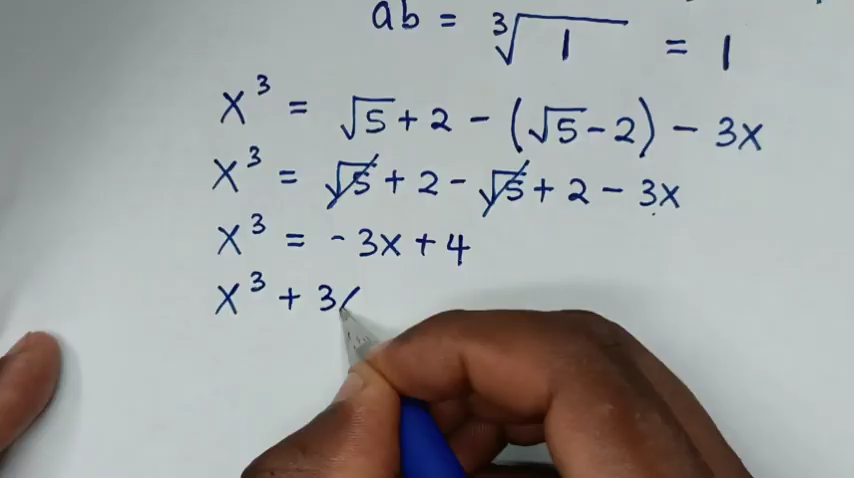 ab = ∛1 = 1
x³ = √5 + 2 - (√5 - 2) - 3x
x³ = √5 + 2 - √5 + 2 - 3x
x³ = -3x + 4
x³ + 3